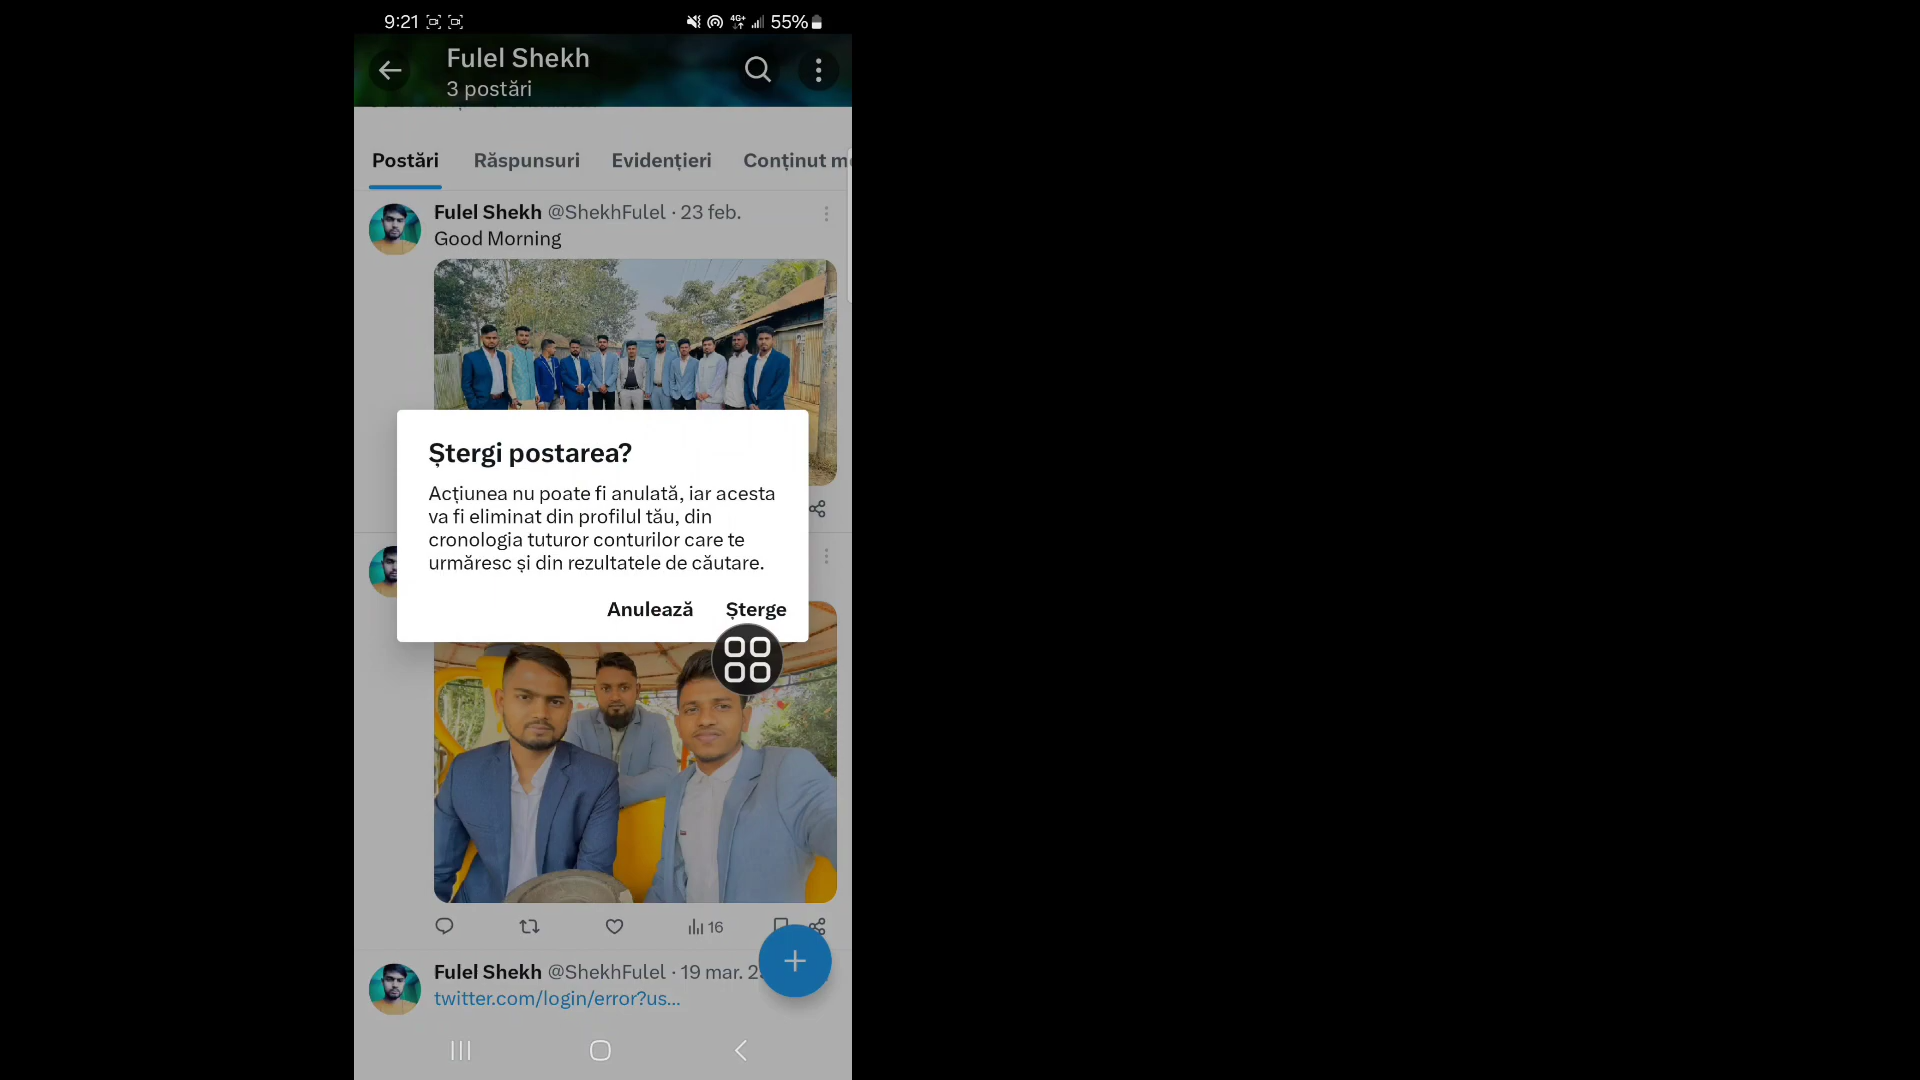 9:21
4G+
55%
Fulel Shekh
3 postări
Postări Răspunsuri Evidențieri Conținut
Fulel Shekh @ShekhFulel · 23 feb.
Good Morning
Ștergi postarea?
Acțiunea nu poate fi anulată, iar acesta
va fi eliminat din profilul tău, din
cronologia tuturor conturilor care te
urmăresc și din rezultatele de căutare.
Anulează Șterge
16
Fulel Shekh @ShekhFulel · 19 mar.
twitter.com/login/error?us...